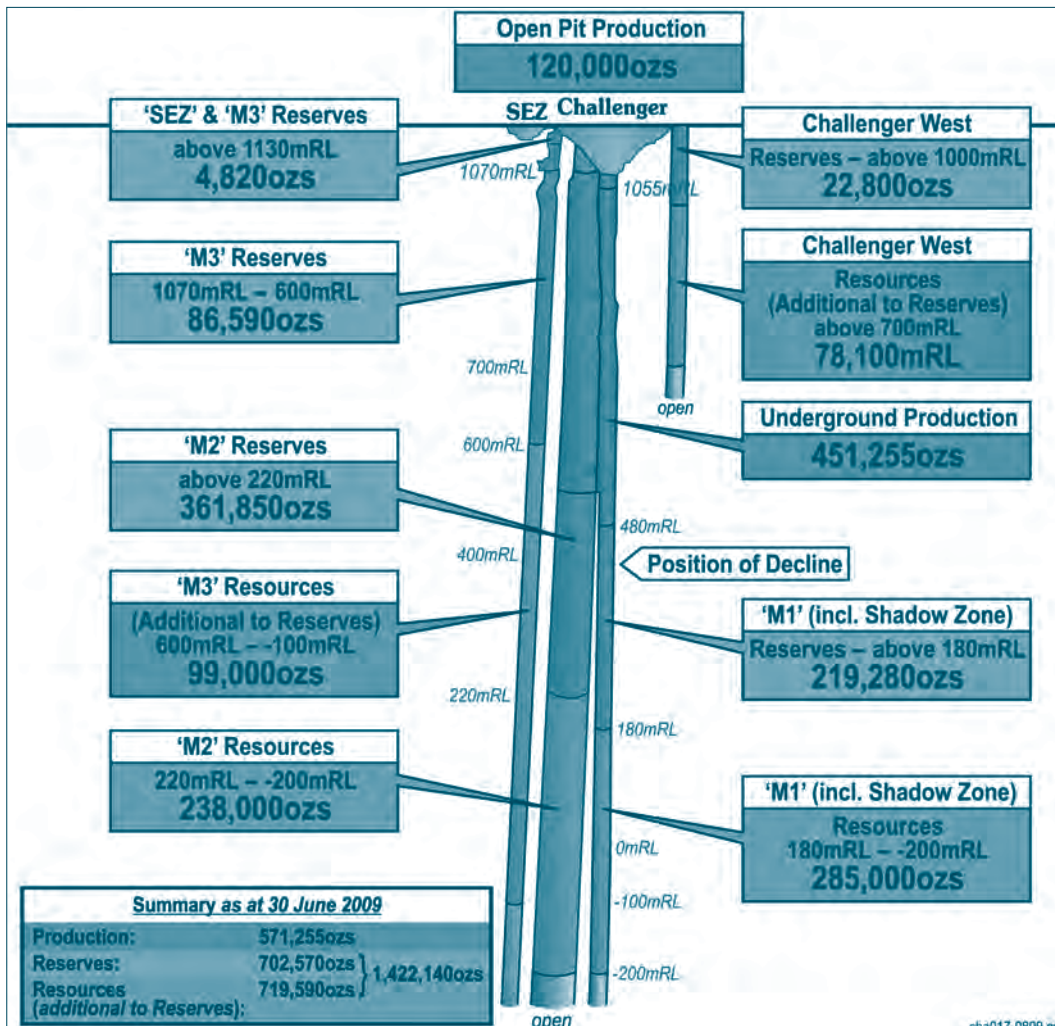 Open Pit Production
120,000ozs
SEZ Challenger
'SEZ' & 'M3' Reserves
above 1130mRL
4,820ozs
1070mRL
1055mRL
Challenger West
Reserves – above 1000mRL
22,800ozs
'M3' Reserves
1070mRL – 600mRL
86,590ozs
Challenger West
Resources
(Additional to Reserves)
above 700mRL
78,100mRL
700mRL
open
Underground Production
451,255ozs
600mRL
'M2' Reserves
above 220mRL
361,850ozs
480mRL
400mRL
Position of Decline
'M3' Resources
(Additional to Reserves)
600mRL – -100mRL
99,000ozs
'M1' (incl. Shadow Zone)
Reserves – above 180mRL
219,280ozs
220mRL
180mRL
'M2' Resources
220mRL – -200mRL
238,000ozs
'M1' (incl. Shadow Zone)
Resources
180mRL – -200mRL
285,000ozs
0mRL
-100mRL
-200mRL
open
Summary as at 30 June 2009
Production: 571,255ozs
Reserves: 702,570ozs
1,422,140ozs
Resources 719,590ozs
(additional to Reserves):